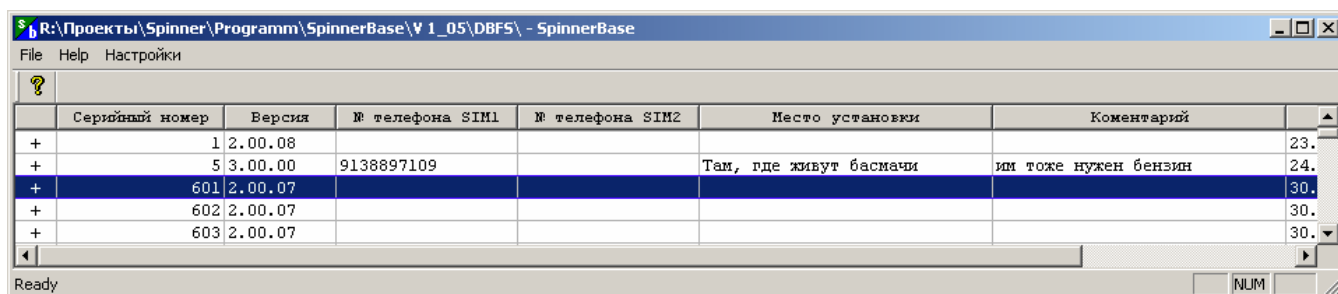 R:\Проекты\Spinner\Programm\SpinnerBase\V 1_05\DBFS\ - SpinnerBase
File Help Настройки
Серийный номер Версия № телефона SIM1 № телефона SIM2 Место установки Коментарий
+ 1 2.00.08 23.
+ 5 3.00.00 9138897109 Там, где живут басмачи им тоже нужен бензин 24.
+ 601 2.00.07 30.
+ 602 2.00.07 30.
+ 603 2.00.07 30.
Ready NUM